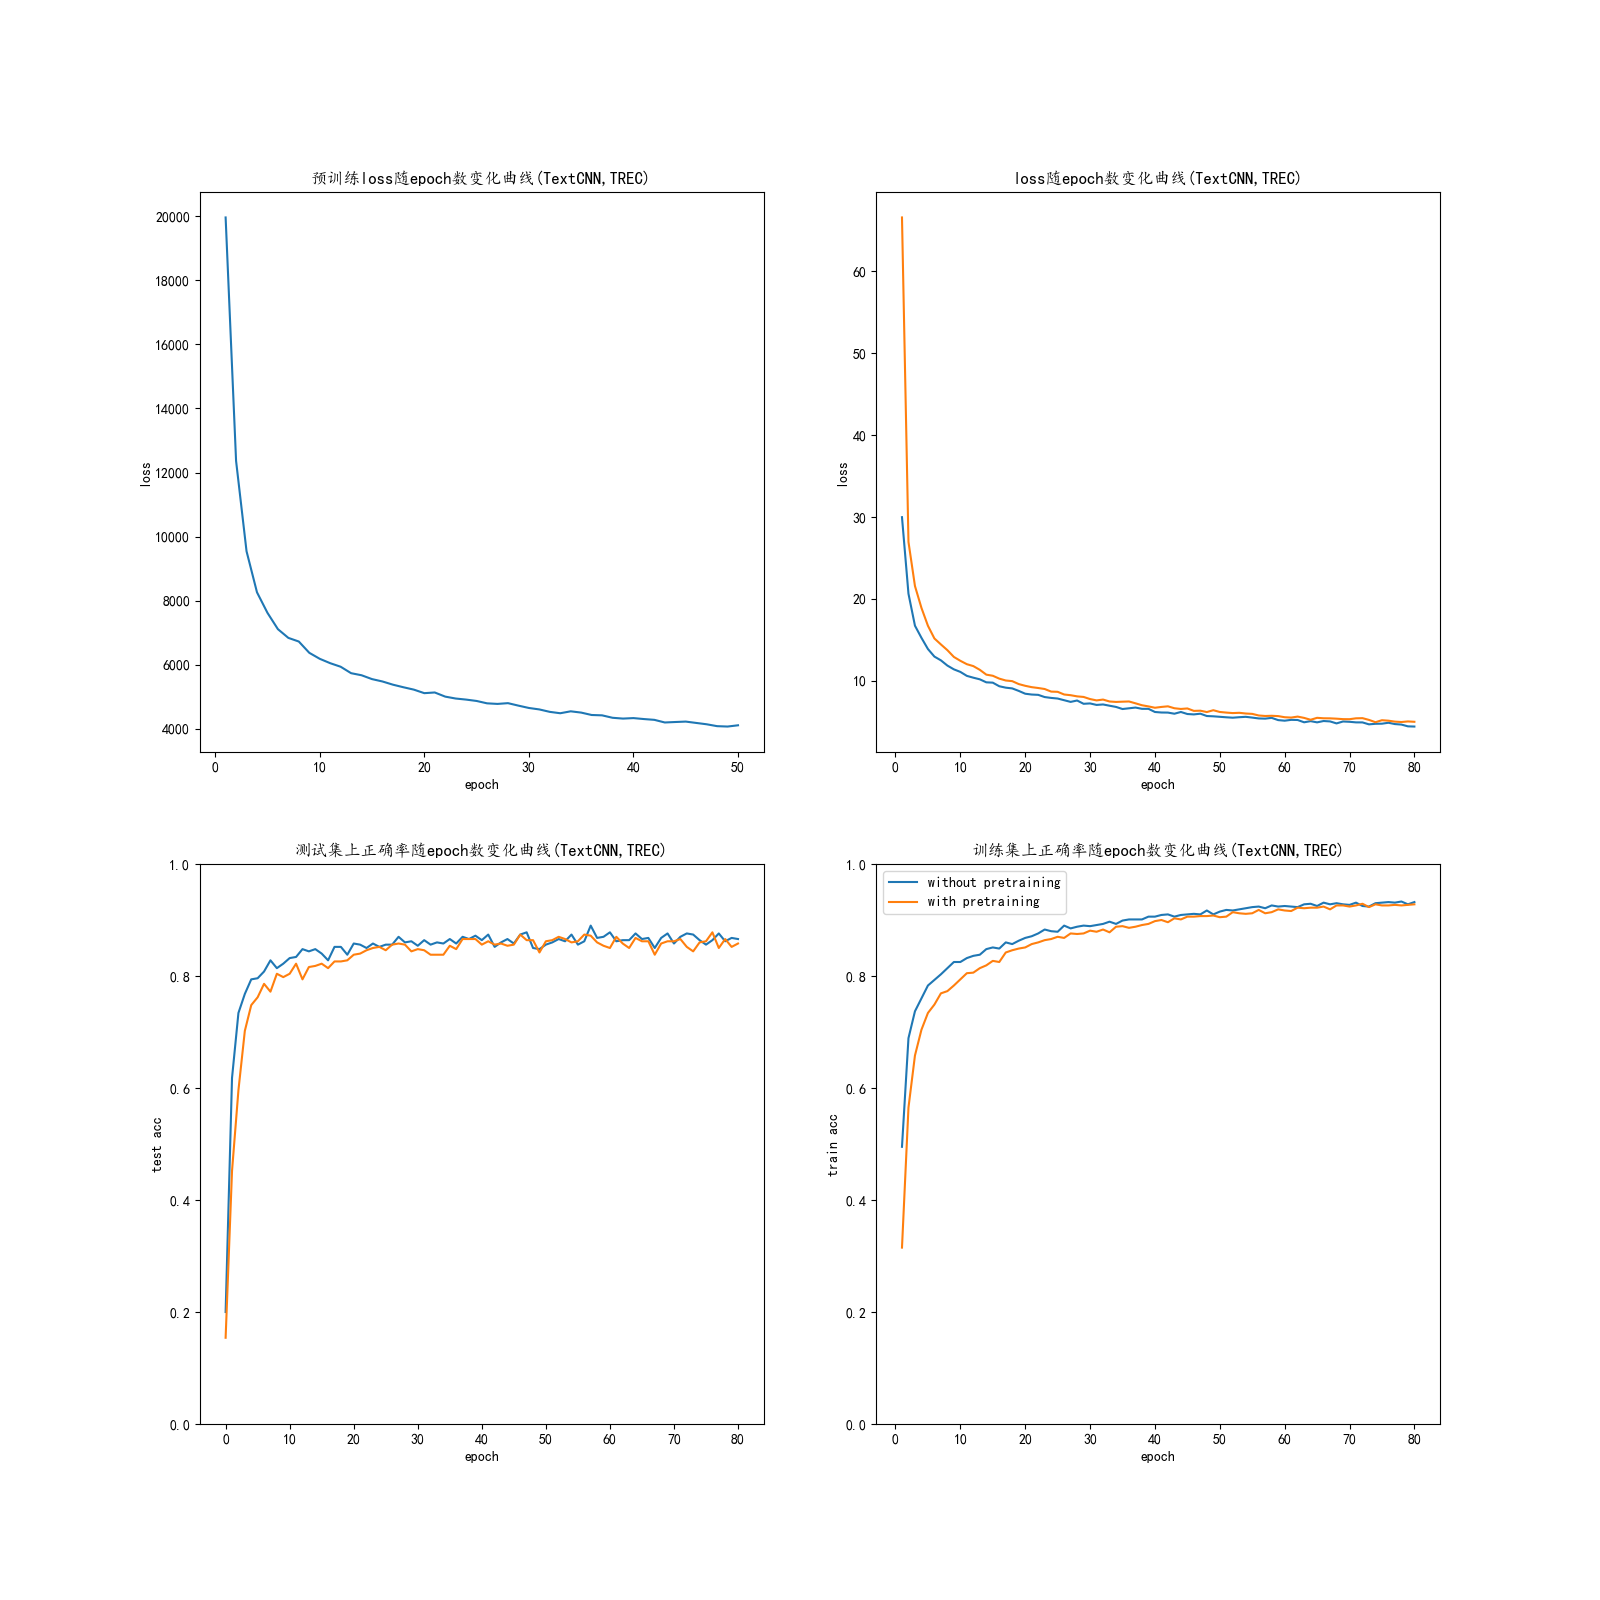 预训练loss随epoch数变化曲线(TextCNN,TREC)
20000
18000
16000
14000
12000
10000
8000
6000
4000
loss
0 10 20 30 40 50
epoch
loss随epoch数变化曲线(TextCNN,TREC)
60
50
40
30
20
10
loss
0 10 20 30 40 50 60 70 80
epoch
测试集上正确率随epoch数变化曲线(TextCNN,TREC)
1.0
0.8
0.6
0.4
0.2
0.0
test acc
0 10 20 30 40 50 60 70 80
epoch
训练集上正确率随epoch数变化曲线(TextCNN,TREC)
without pretraining
with pretraining
1.0
0.8
0.6
0.4
0.2
0.0
train acc
0 10 20 30 40 50 60 70 80
epoch